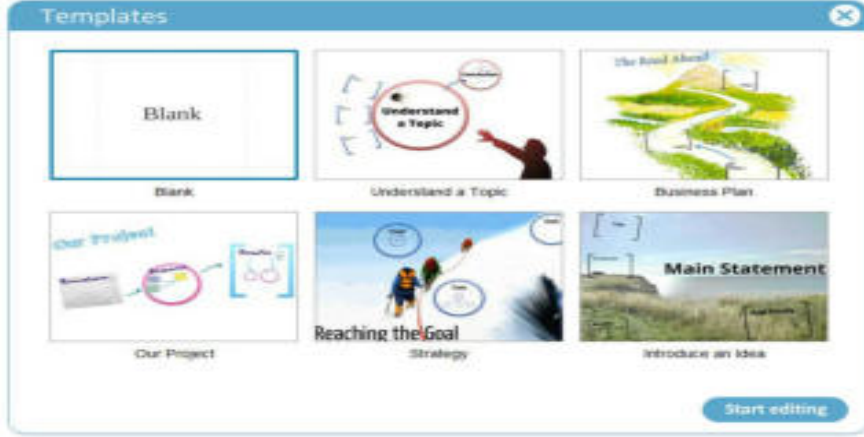 Templates
Blank
Blank
Understand
a Topic
Understand a Topic
The Road Ahead
Business Plan
Our Project
Our Project
Reaching the Goal
Strategy
Main Statement
Introduce an Idea
Start editing